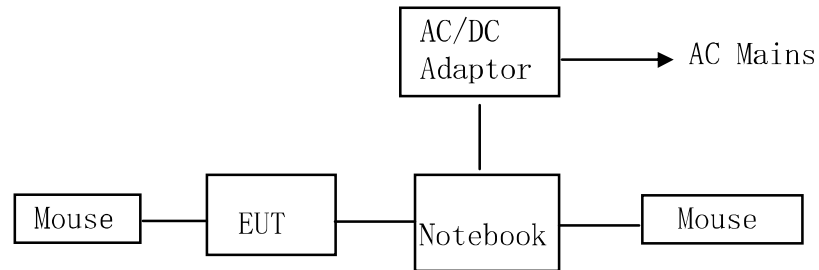 AC/DC
Adaptor
AC Mains
Mouse
EUT
Notebook
Mouse